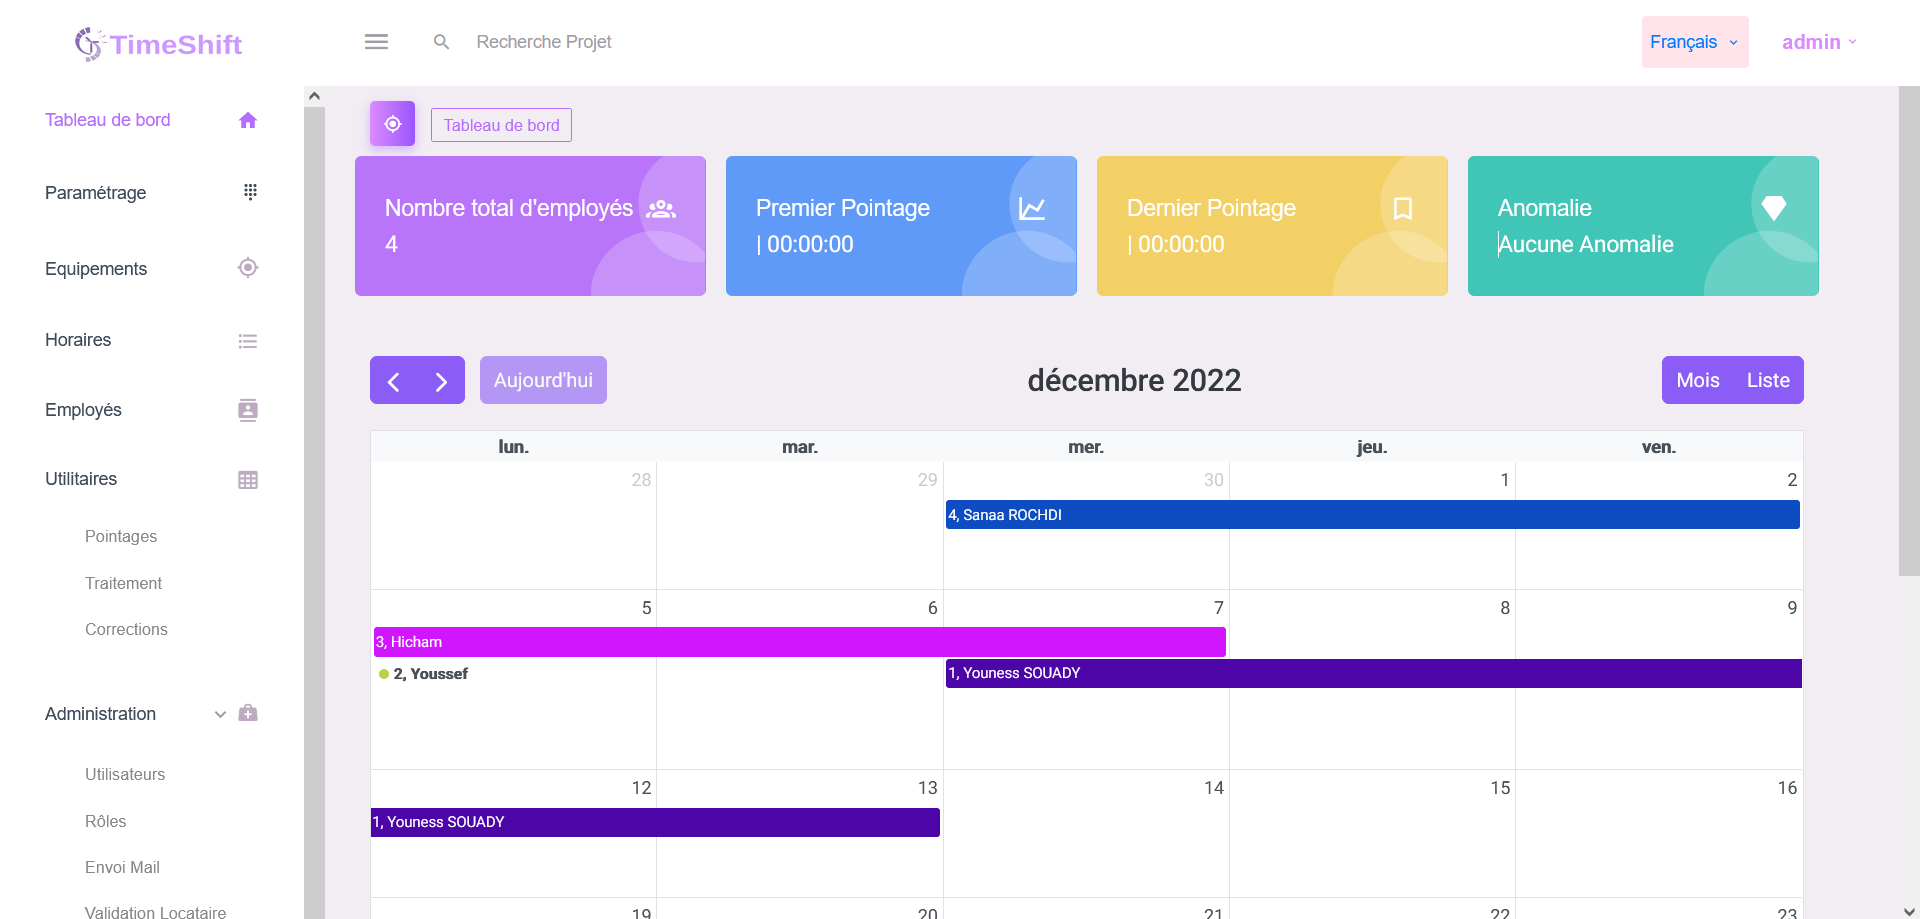 TimeShift
Recherche Projet
Français
admin
Tableau de bord
Paramétrage
Equipements
Horaires
Employés
Utilitaires
Pointages
Traitement
Corrections
Administration
Utilisateurs
Rôles
Envoi Mail
Validation Locataire
Tableau de bord
Nombre total d'employés
4
Premier Pointage
| 00:00:00
Dernier Pointage
| 00:00:00
Anomalie
Aucune Anomalie
Aujourd'hui
décembre 2022
Mois Liste
lun. mar. mer. jeu. ven.
28 29 30 1 2
4, Sanaa ROCHDI
5 6 7 8 9
3, Hicham
2, Youssef
1, Youness SOUADY
12 13 14 15 16
1, Youness SOUADY
19 20 21 22 23